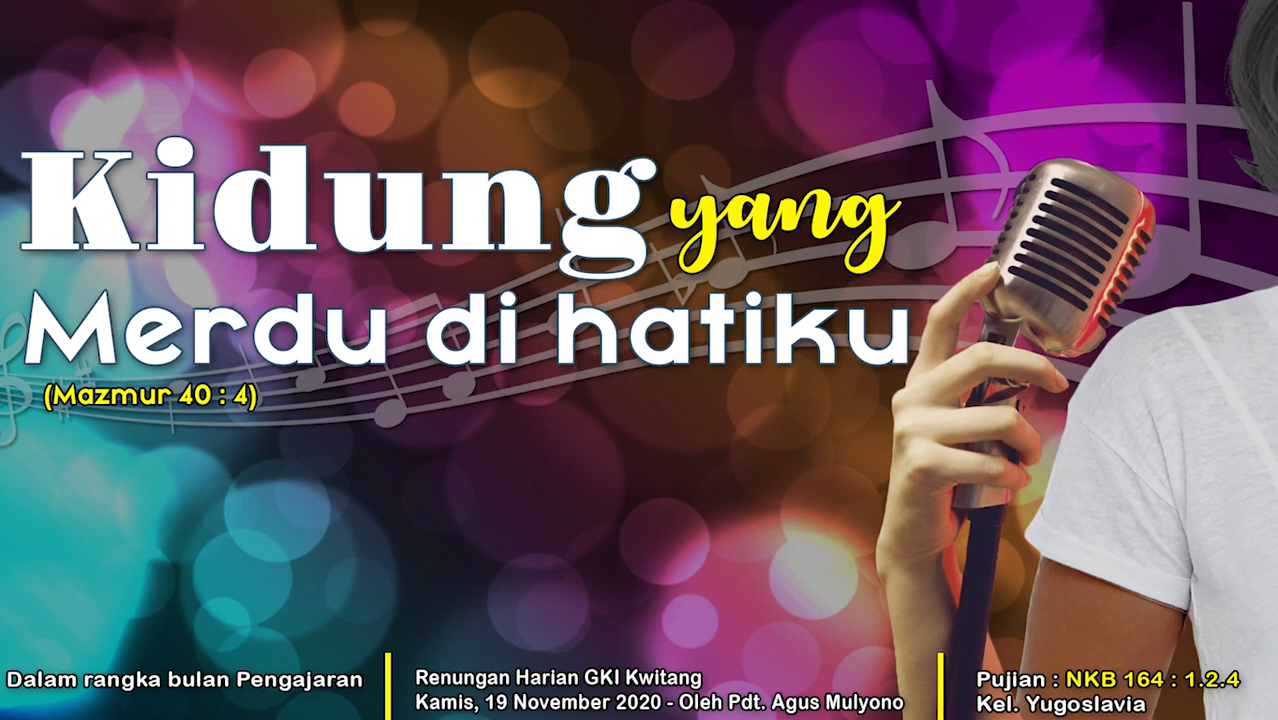 Kidung yang
Merdu di hatiku
(Mazmur 40 : 4)
Dalam rangka bulan Pengajaran
Renungan Harian GKI Kwitang
Kamis, 19 November 2020 - Oleh Pdt. Agus Mulyono
Pujian : NKB 164 : 1.2.4
Kel. Yugoslavia